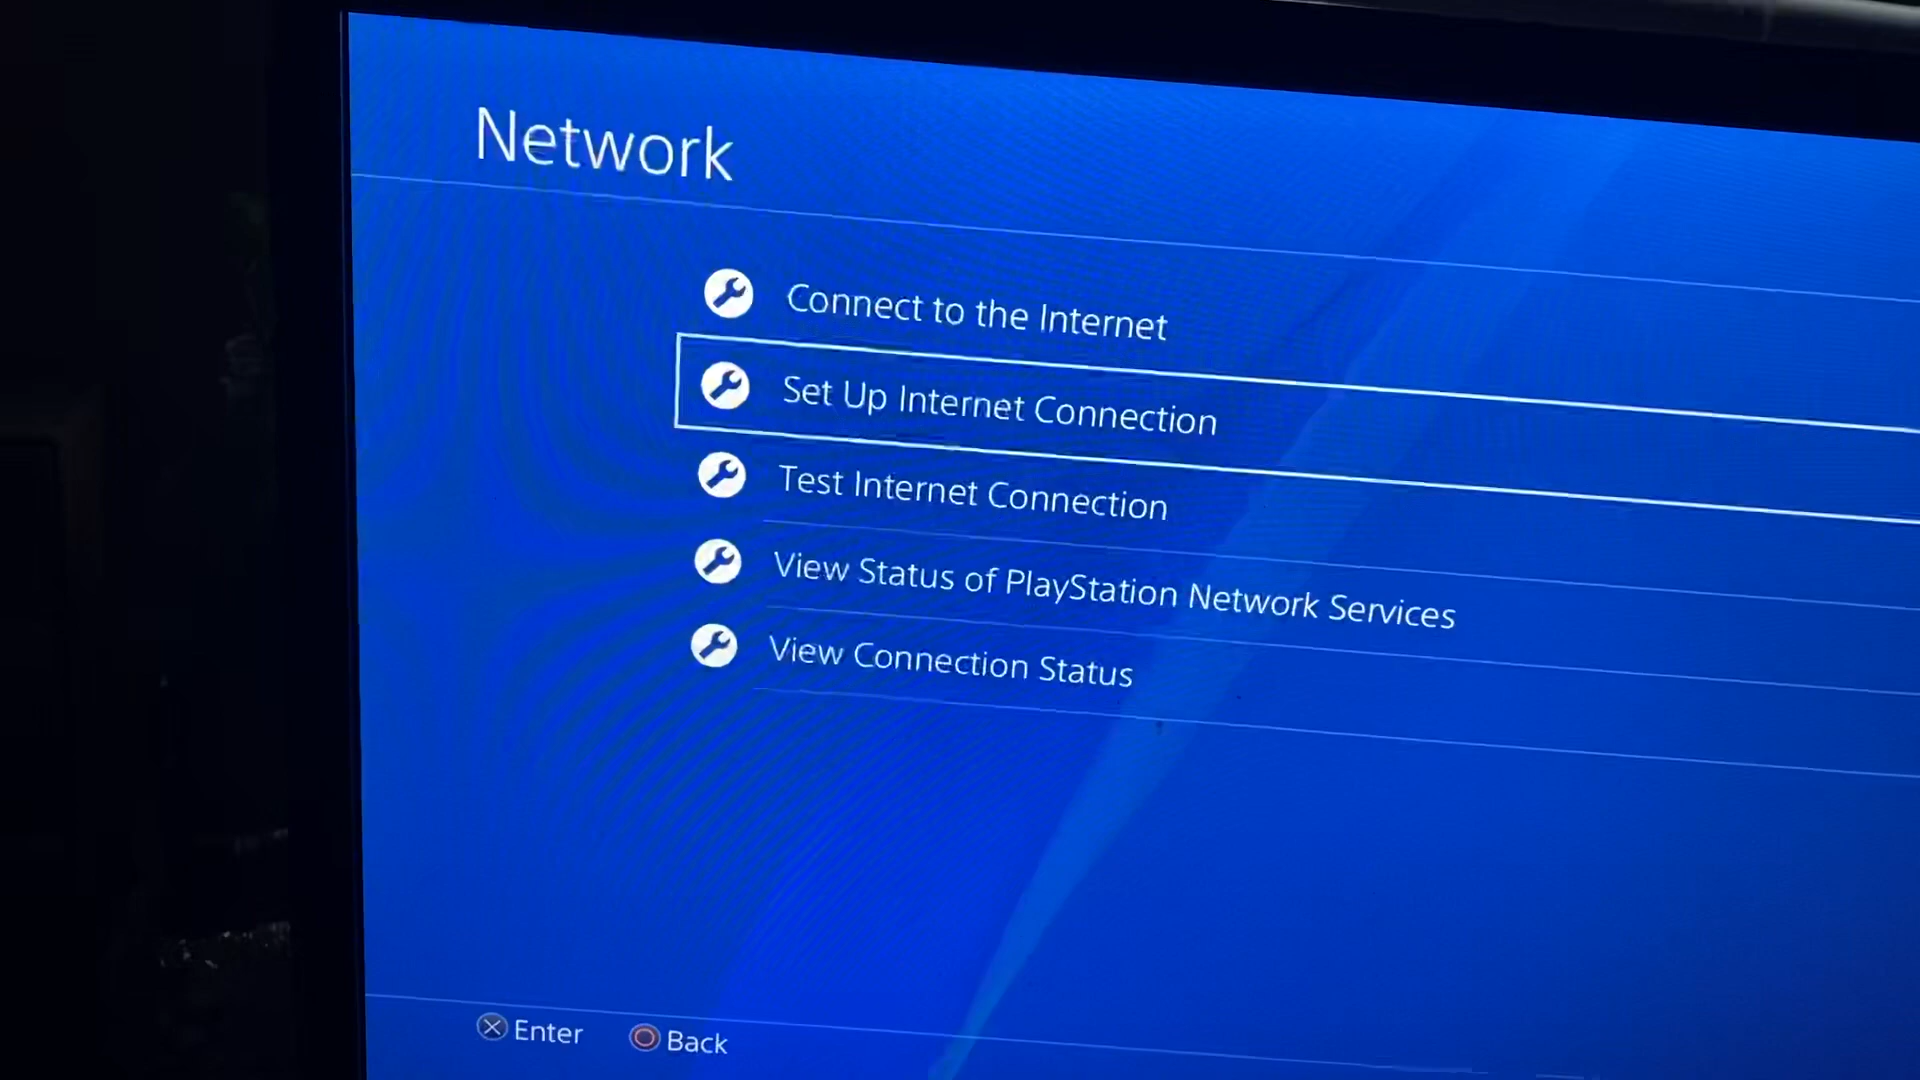 Network
Connect to the Internet
Set Up Internet Connection
Test Internet Connection
View Status of PlayStation Network Services
View Connection Status
Enter Back